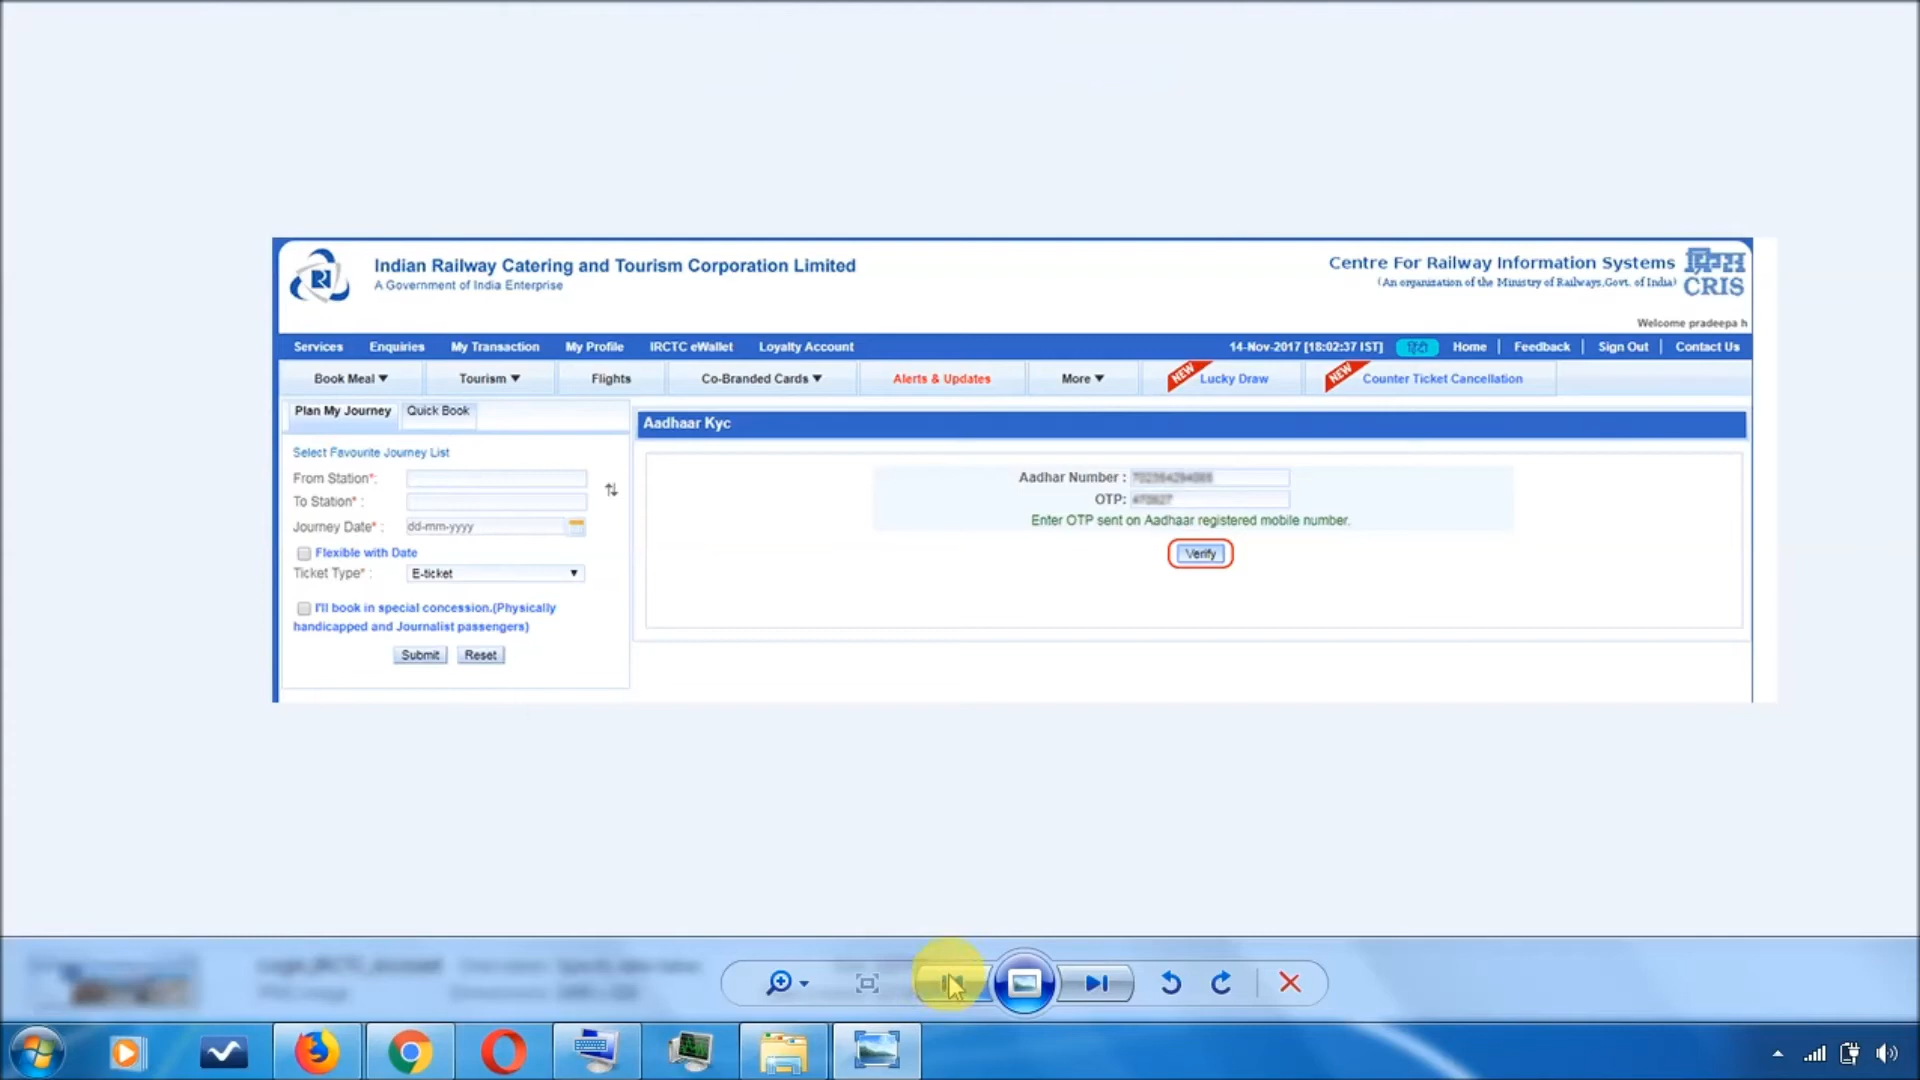 Indian Railway Catering and Tourism Corporation Limited
A Government of India Enterprise
Centre For Railway Information Systems
(An organization of the Ministry of Railways,Govt. of India)
CRIS
Welcome pradeepa h
Services Enquiries My Transaction My Profile IRCTC eWallet Loyalty Account 14-Nov-2017 [18:02:37 IST] हिंदी Home | Feedback | Sign Out | Contact Us
Book Meal Tourism Flights Co-Branded Cards Alerts & Updates More NEW Lucky Draw NEW Counter Ticket Cancellation
Plan My Journey Quick Book
Aadhaar Kyc
Select Favourite Journey List
From Station*:
To Station* :
Journey Date* : dd-mm-yyyy
Flexible with Date
Ticket Type* : E-ticket
I'll book in special concession.(Physically
handicapped and Journalist passengers)
Submit Reset
Aadhar Number :
OTP:
Enter OTP sent on Aadhaar registered mobile number.
Verify